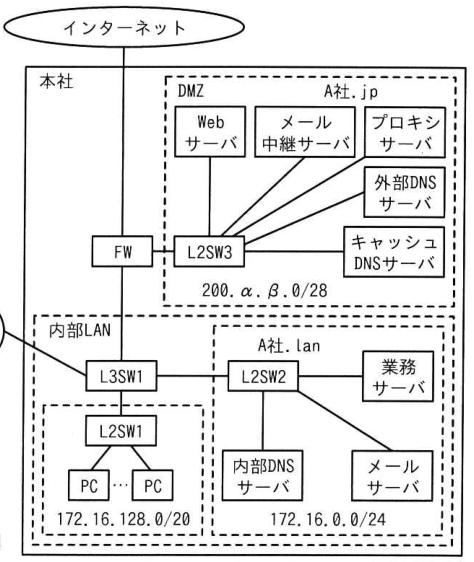 インターネット
本社
DMZ
A社.jp
Web
サーバ
メール
中継サーバ
プロキシ
サーバ
外部DNS
サーバ
FW
L2SW3
キャッシュ
DNSサーバ
200.α.β.0/28
内部LAN
A社.lan
L3SW1
L2SW2
業務
サーバ
L2SW1
PC
…
PC
内部DNS
サーバ
メール
サーバ
172.16.128.0/20
172.16.0.0/24